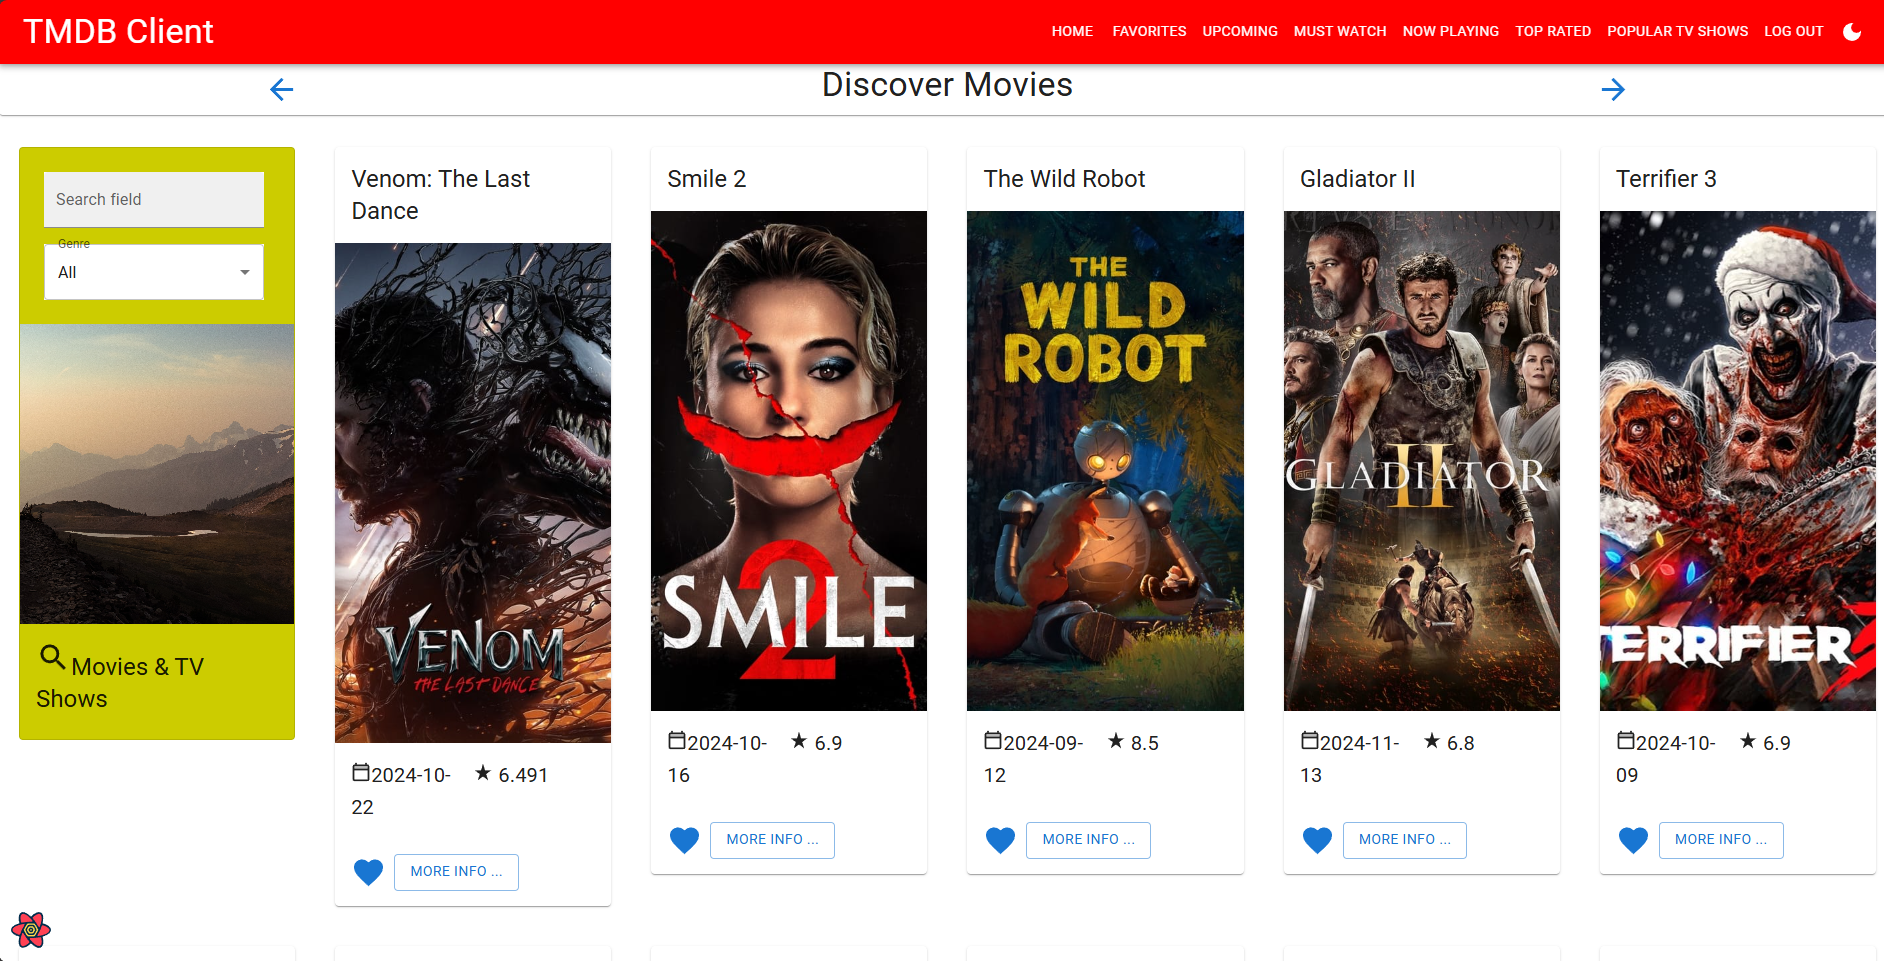 TMDB Client
HOME FAVORITES UPCOMING MUST WATCH NOW PLAYING TOP RATED POPULAR TV SHOWS LOG OUT
Discover Movies
Search field
Genre
All
Movies & TV
Shows
Venom: The Last
Dance
VENOM
THE LAST DANCE
2024-10-
22
6.491
MORE INFO ...
Smile 2
SMILE
2
2024-10-
16
6.9
MORE INFO ...
The Wild Robot
THE
WILD
ROBOT
2024-09-
12
8.5
MORE INFO ...
Gladiator II
GLADIATOR
II
2024-11-
13
6.8
MORE INFO ...
Terrifier 3
TERRIFIER
3
2024-10-
09
6.9
MORE INFO ...